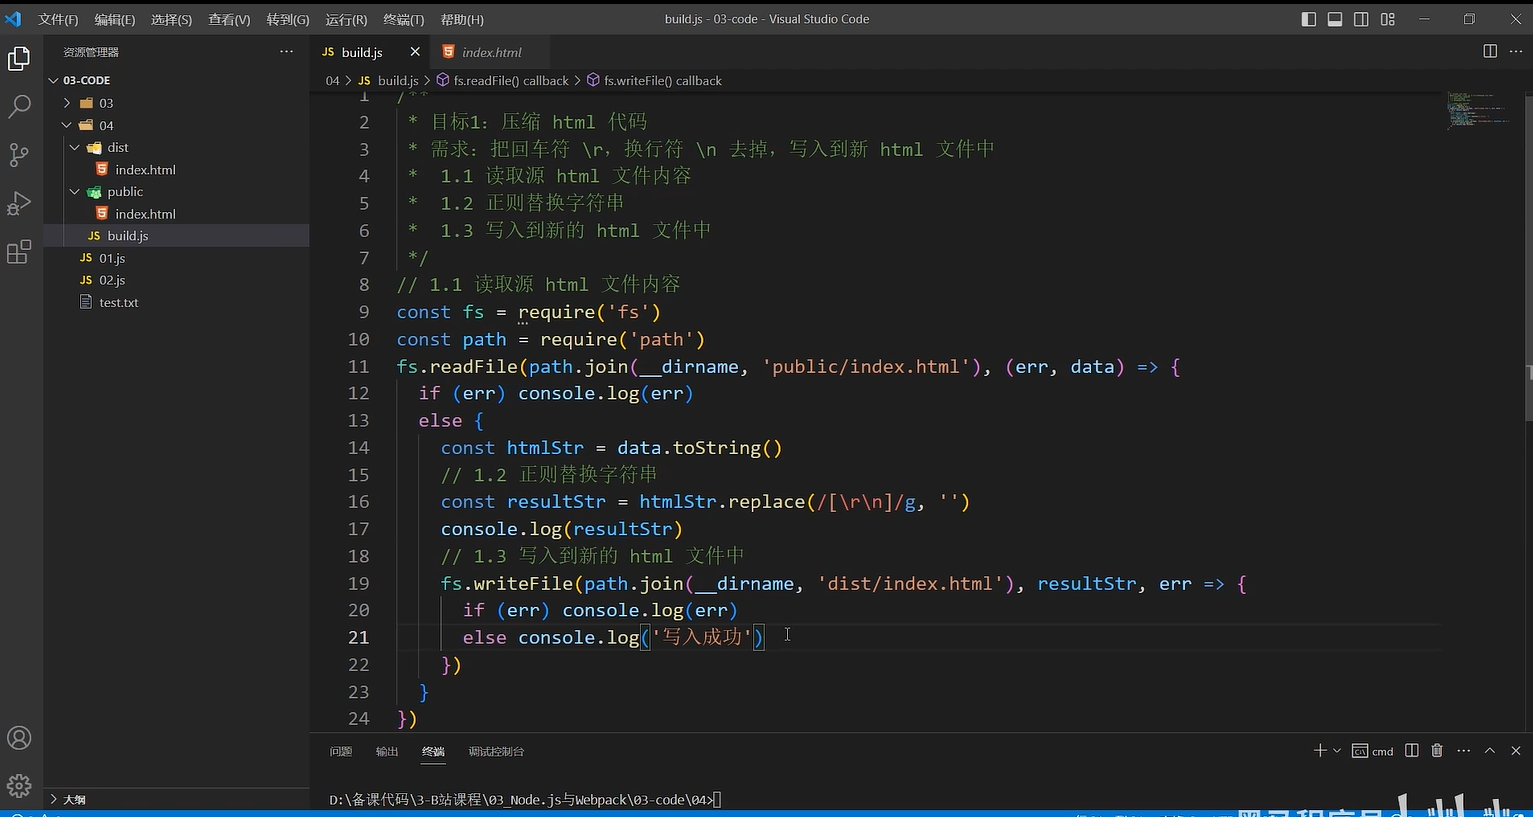 文件(F) 编辑(E) 选择(S) 查看(V) 转到(G) 运行(R) 终端(T) 帮助(H) build.js - 03-code - Visual Studio Code
资源管理器 ··· JS build.js index.html ···
03-CODE
03
04
dist
index.html
public
index.html
JS build.js
JS 01.js
JS 02.js
test.txt
大纲
04 > JS build.js > fs.readFile() callback > fs.writeFile() callback
1 /**
2 * 目标1: 压缩 html 代码
3 * 需求: 把回车符 \r, 换行符 \n 去掉, 写入到新 html 文件中
4 * 1.1 读取源 html 文件内容
5 * 1.2 正则替换字符串
6 * 1.3 写入到新的 html 文件中
7 */
8 // 1.1 读取源 html 文件内容
9 const fs = require('fs')
10 const path = require('path')
11 fs.readFile(path.join(__dirname, 'public/index.html'), (err, data) => {
12 if (err) console.log(err)
13 else {
14 const htmlStr = data.toString()
15 // 1.2 正则替换字符串
16 const resultStr = htmlStr.replace(/[\r\n]/g, '')
17 console.log(resultStr)
18 // 1.3 写入到新的 html 文件中
19 fs.writeFile(path.join(__dirname, 'dist/index.html'), resultStr, err => {
20 if (err) console.log(err)
21 else console.log('写入成功')
22 })
23 }
24 })
问题 输出 终端 调试控制台 cmd ···
D:\备课代码\3-B站课程\03_Node.js与Webpack\03-code\04>